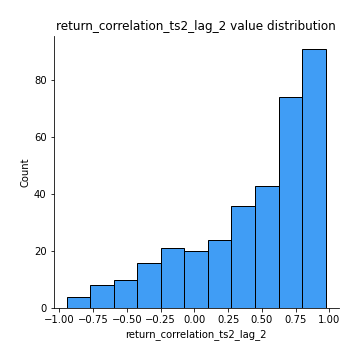 return_correlation_ts2_lag_2 value distribution
80
60
40
20
0
Count
−1.00 −0.75 −0.50 −0.25 0.00 0.25 0.50 0.75 1.00
return_correlation_ts2_lag_2